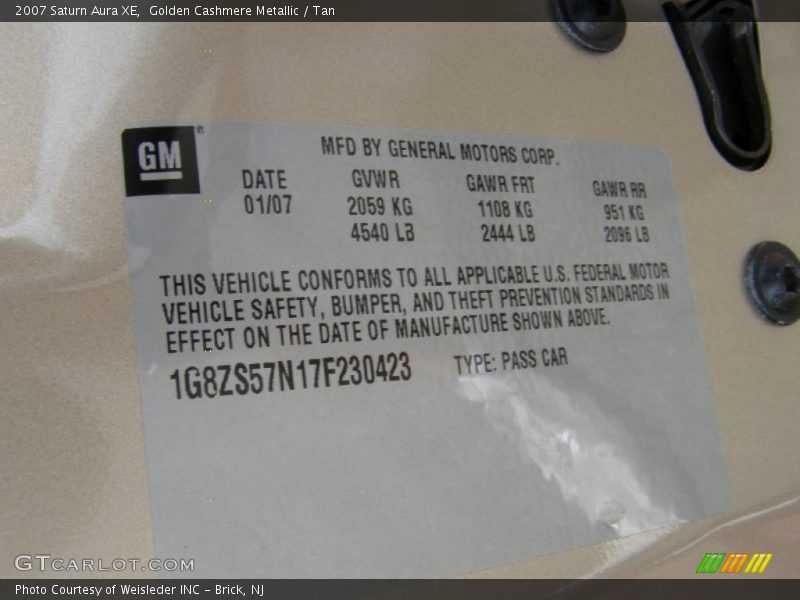 2007 Saturn Aura XE,  Golden Cashmere Metallic / Tan
GM ®
MFD BY GENERAL MOTORS CORP.
DATE GVWR GAWR FRT GAWR RR
01/07 2059 KG 1108 KG 951 KG
4540 LB 2444 LB 2096 LB
THIS VEHICLE CONFORMS TO ALL APPLICABLE U.S. FEDERAL MOTOR
VEHICLE SAFETY, BUMPER, AND THEFT PREVENTION STANDARDS IN
EFFECT ON THE DATE OF MANUFACTURE SHOWN ABOVE.
1G8ZS57N17F230423 TYPE: PASS CAR
GTCARLOT.COM
Photo Courtesy of Weisleder INC – Brick, NJ